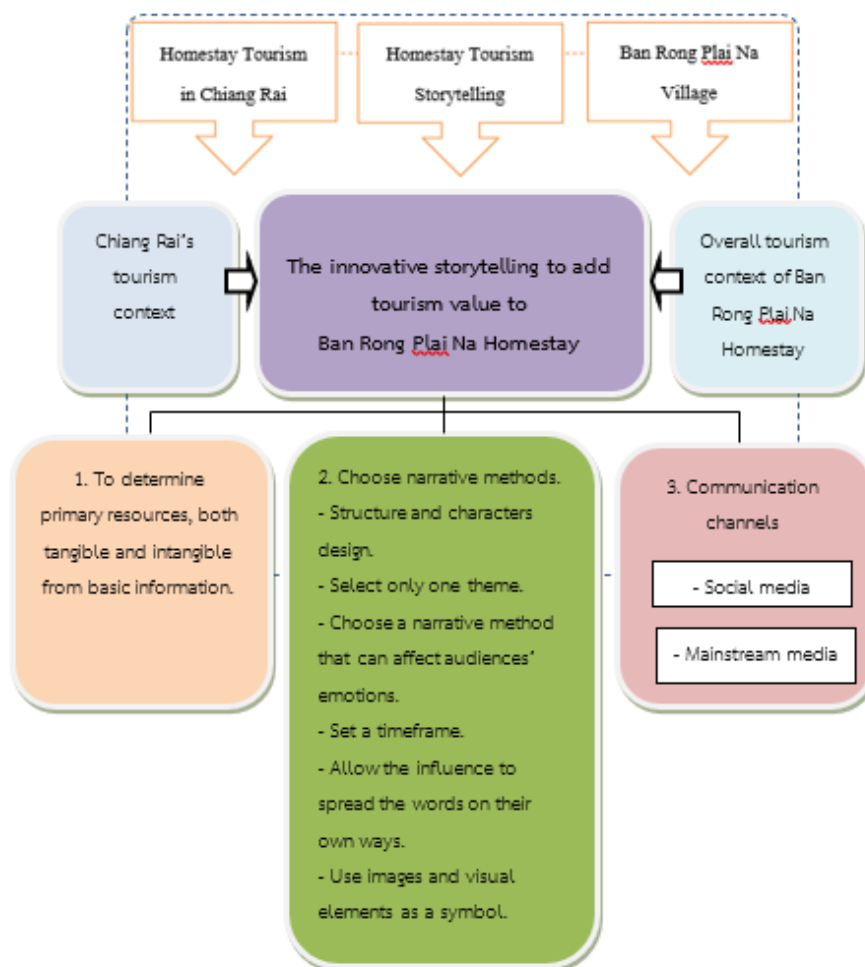 Homestay Tourism
in Chiang Rai
Homestay Tourism
Storytelling
Ban Rong Plai Na
Village
Chiang Rai's
tourism
context
The innovative storytelling to add
tourism value to
Ban Rong Plai Na Homestay
Overall tourism
context of Ban
Rong Plai Na
Homestay
1. To determine
primary resources, both
tangible and intangible
from basic information.
2. Choose narrative methods.
- Structure and characters
design.
- Select only one theme.
- Choose a narrative method
that can affect audiences'
emotions.
- Set a timeframe.
- Allow the influence to
spread the words on their
own ways.
- Use images and visual
elements as a symbol.
3. Communication
channels
- Social media
- Mainstream media